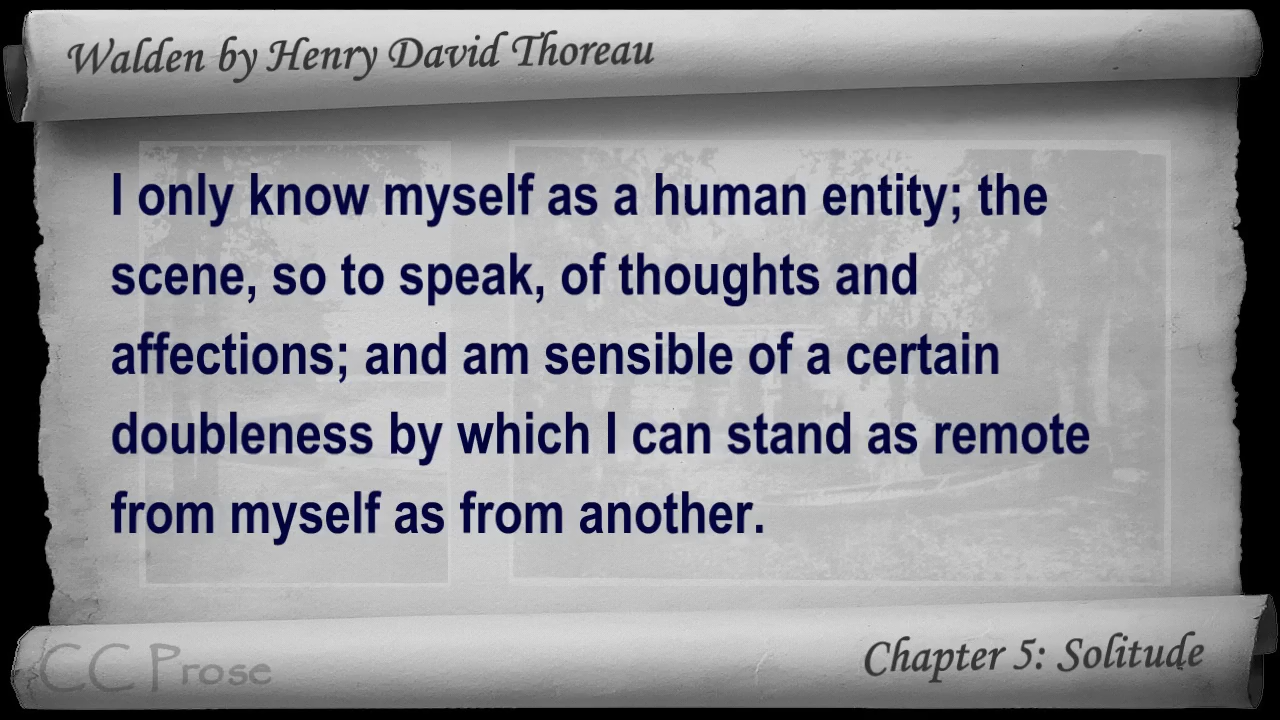 Walden by Henry David Thoreau
I only know myself as a human entity; the
scene, so to speak, of thoughts and
affections; and am sensible of a certain
doubleness by which I can stand as remote
from myself as from another.
CC Prose
Chapter 5: Solitude